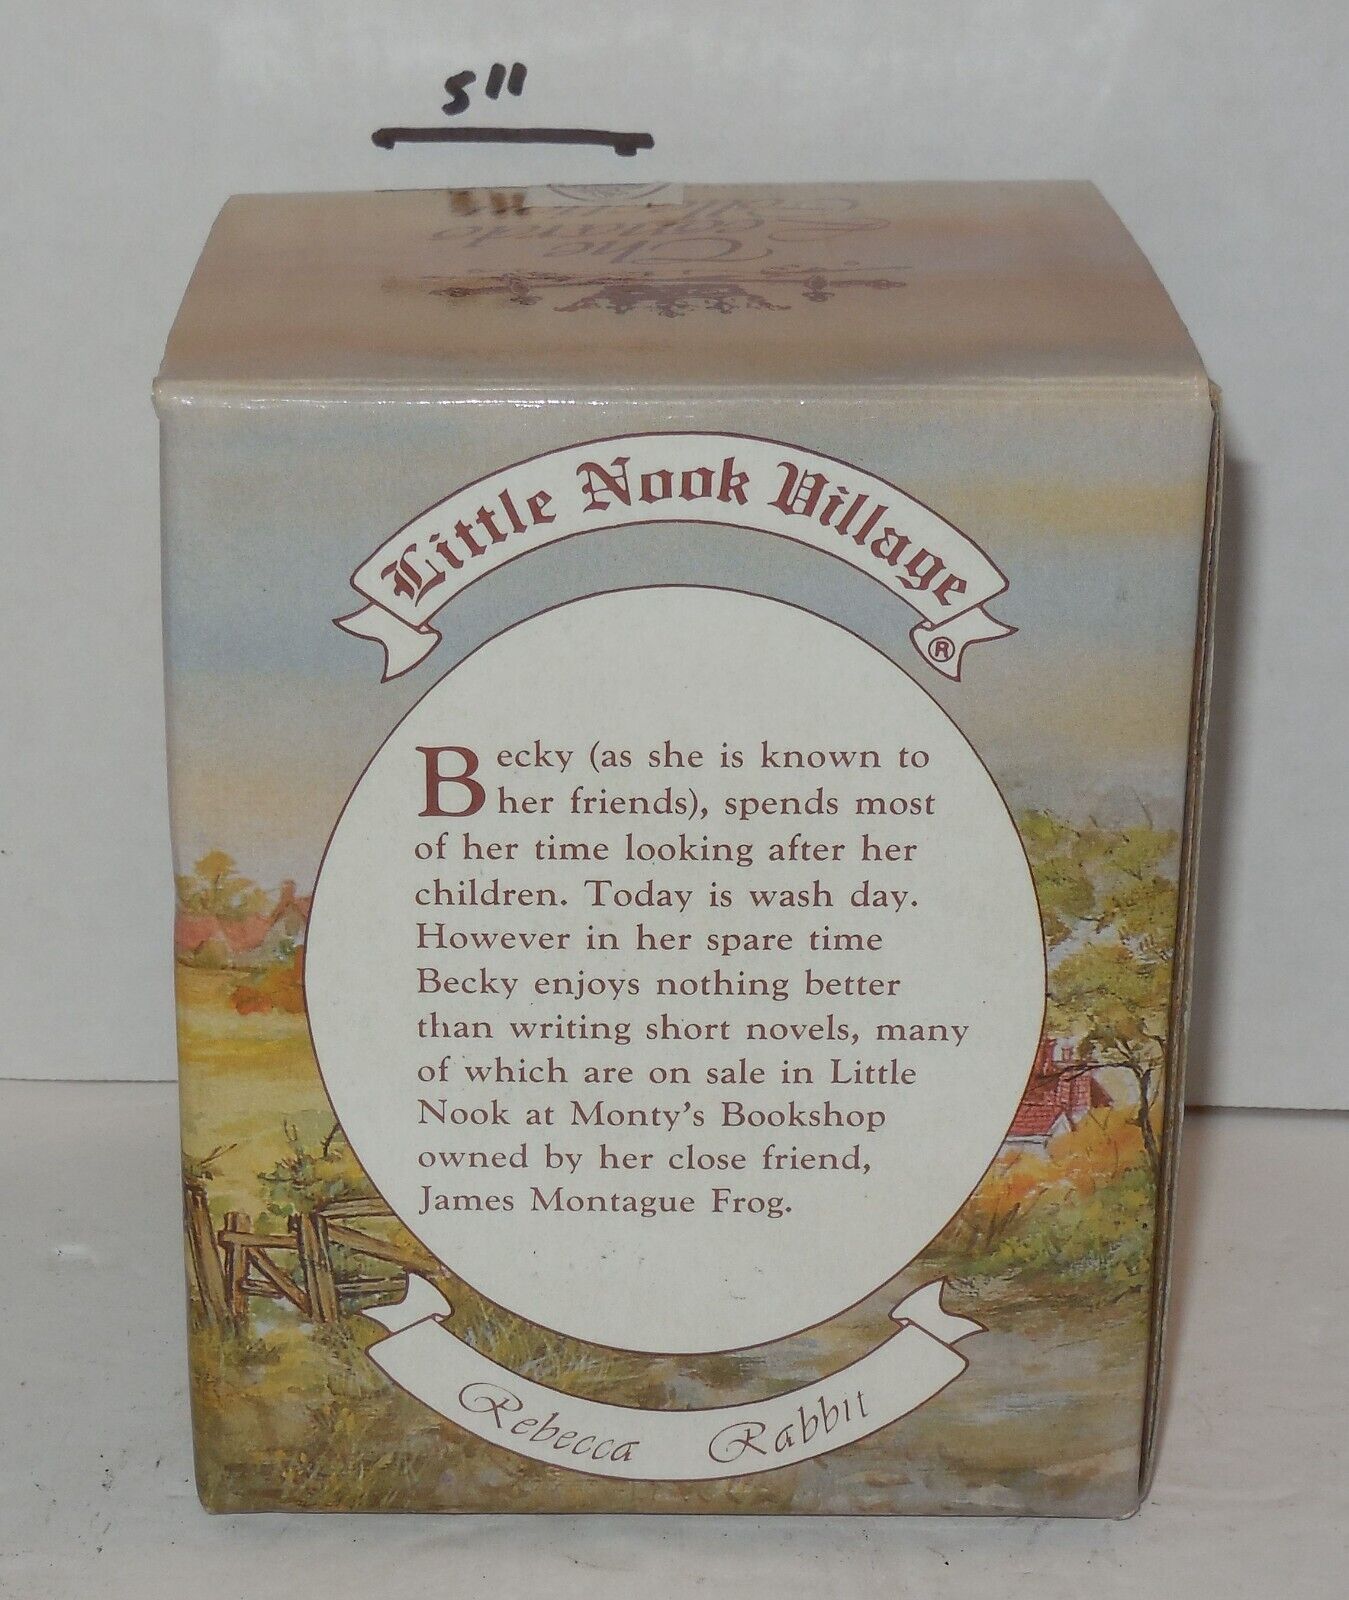 5"
The
Leonardo
Collection
Little Nook Village
®
Becky (as she is known to
her friends), spends most
of her time looking after her
children. Today is wash day.
However in her spare time
Becky enjoys nothing better
than writing short novels, many
of which are on sale in Little
Nook at Monty's Bookshop
owned by her close friend,
James Montague Frog.
Rebecca Rabbit